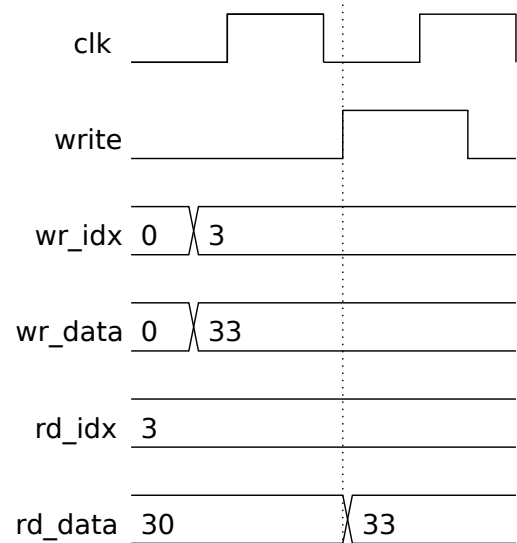 clk
write
wr_idx 0 3
wr_data 0 33
rd_idx 3
rd_data 30 33